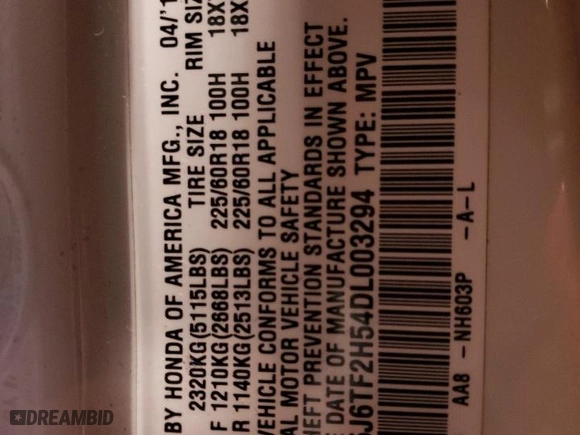 BY HONDA OF AMERICA MFG., INC. 04/1
2320KG(5115LBS) TIRE SIZE RIM SIZ
F 1210KG(2668LBS) 225/60R18 100H 18X
R 1140KG(2513LBS) 225/60R18 100H 18X
VEHICLE CONFORMS TO ALL APPLICABLE
AL MOTOR VEHICLE SAFETY
HEFT PREVENTION STANDARDS IN EFFECT
E DATE OF MANUFACTURE SHOWN ABOVE.
J6TF2H54DL003294 TYPE: MPV
AA8 - NH603P -A-L
DREAMBID